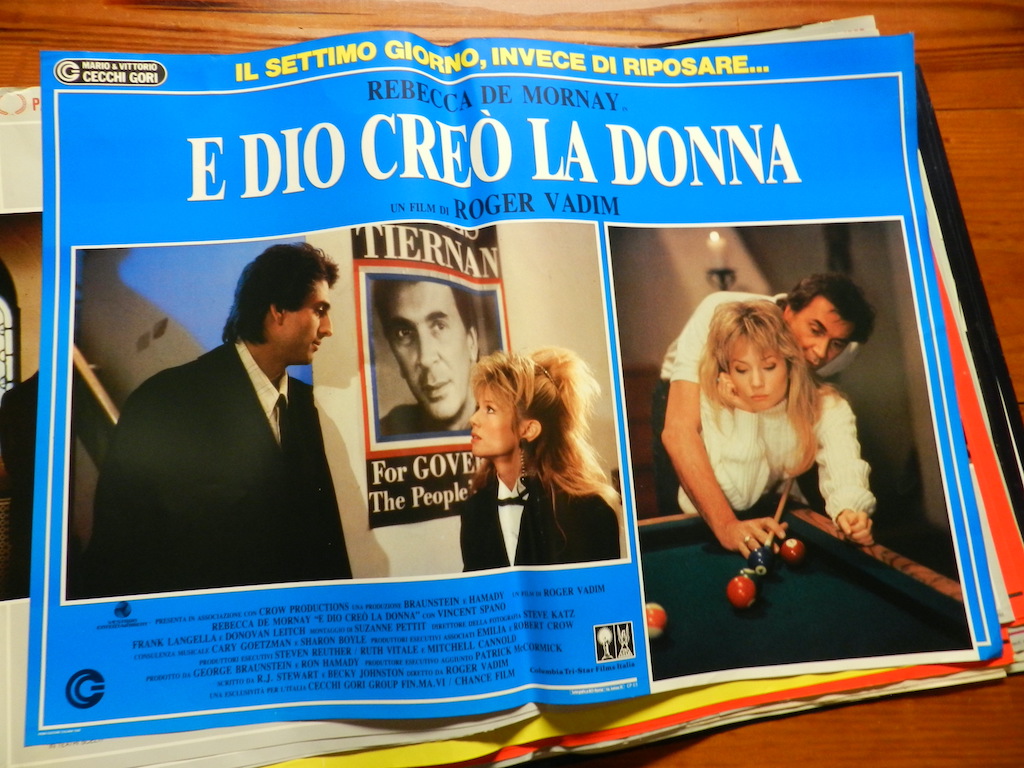 MARIO & VITTORIO
CECCHI GORI
IL SETTIMO GIORNO, INVECE DI RIPOSARE...
REBECCA DE MORNAY IN
E DIO CREÒ LA DONNA
UN FILM DI ROGER VADIM
TIERNAN
For GOVE
The People'
PRESENTA IN ASSOCIAZIONE CON CROW PRODUCTIONS UNA PRODUZIONE BRAUNSTEIN E HAMADY UN FILM DI ROGER VADIM
REBECCA DE MORNAY "E DIO CREÒ LA DONNA" CON VINCENT SPANO
FRANK LANGELLA E DONOVAN LEITCH MONTAGGIO DI SUZANNE PETTIT DIRETTORE DELLA FOTOGRAFIA STEVE KATZ
CONSULENZA MUSICALE CARY GOETZMAN E SHARON BOYLE PRODUTTORI ESECUTIVI ASSOCIATI EMILIA E ROBERT CROW
PRODUTTORI ESECUTIVI STEVEN REUTHER / RUTH VITALE E MITCHELL CANNOLD
PRODOTTO DA GEORGE BRAUNSTEIN E RON HAMADY PRODUTTORE ESECUTIVO AGGIUNTO PATRICK McCORMICK
SCRITTO DA R.J. STEWART E BECKY JOHNSTON DIRETTO DA ROGER VADIM
UNA ESCLUSIVITÀ PER L'ITALIA CECCHI GORI GROUP FIN.MA.VI / CHANCE FILM
Columbia Tri-Star Films Italia